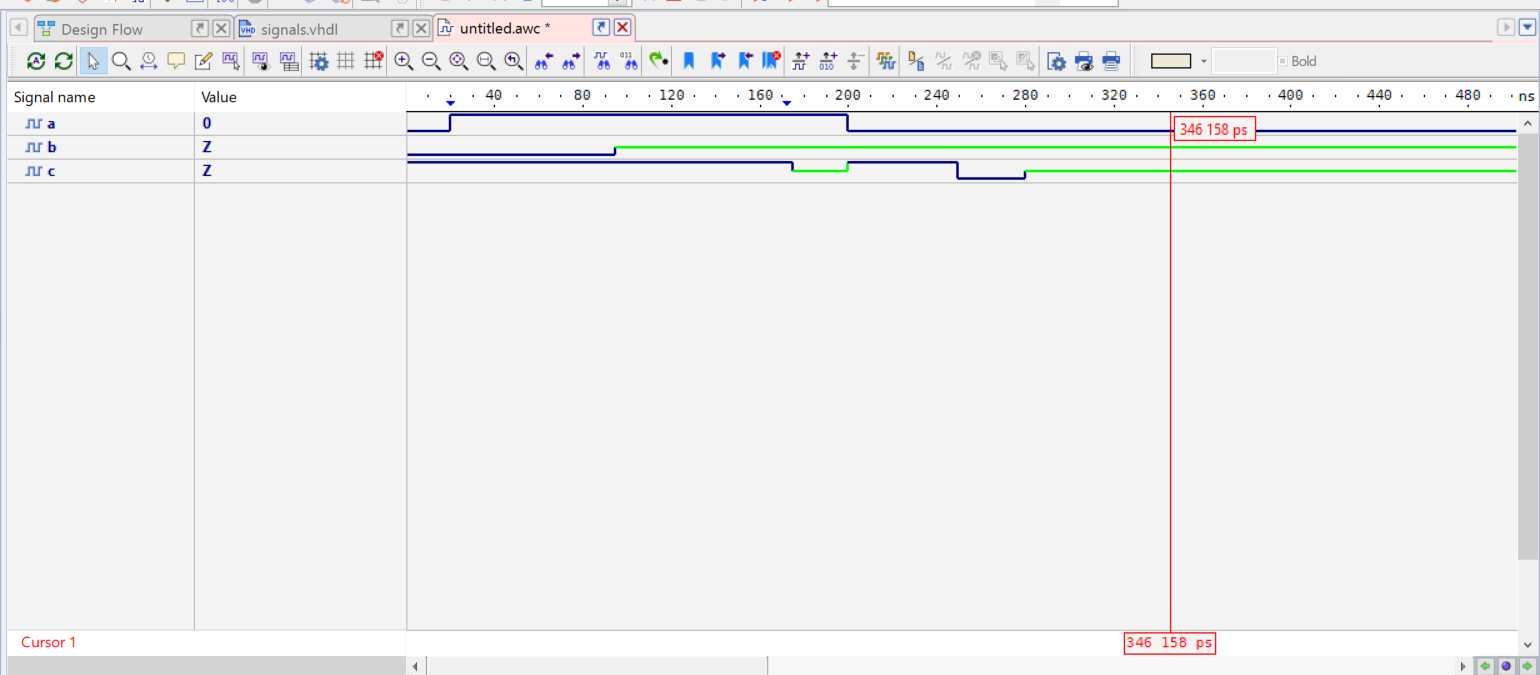 Design Flow signals.vhdl untitled.awc *
Bold
Signal name Value 40 80 120 160 200 240 280 320 360 400 440 480 ns
a 0 346 158 ps
b Z
c Z
Cursor 1 346 158 ps